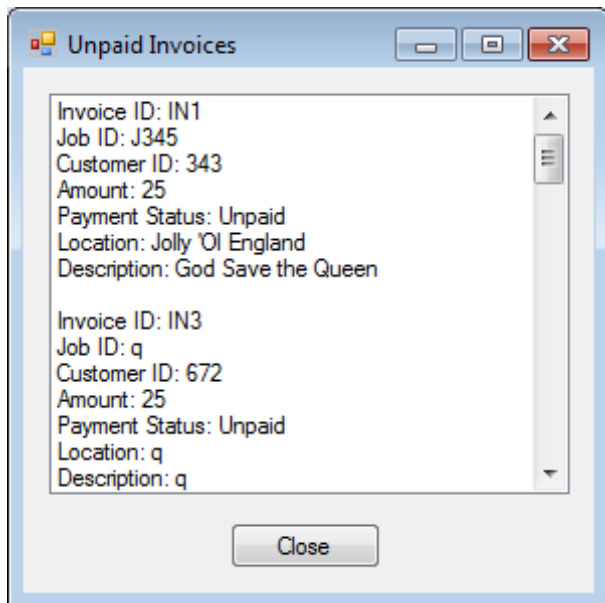 Unpaid Invoices
Invoice ID: IN1
Job ID: J345
Customer ID: 343
Amount: 25
Payment Status: Unpaid
Location: Jolly 'Ol England
Description: God Save the Queen
Invoice ID: IN3
Job ID: q
Customer ID: 672
Amount: 25
Payment Status: Unpaid
Location: q
Description: q
Close